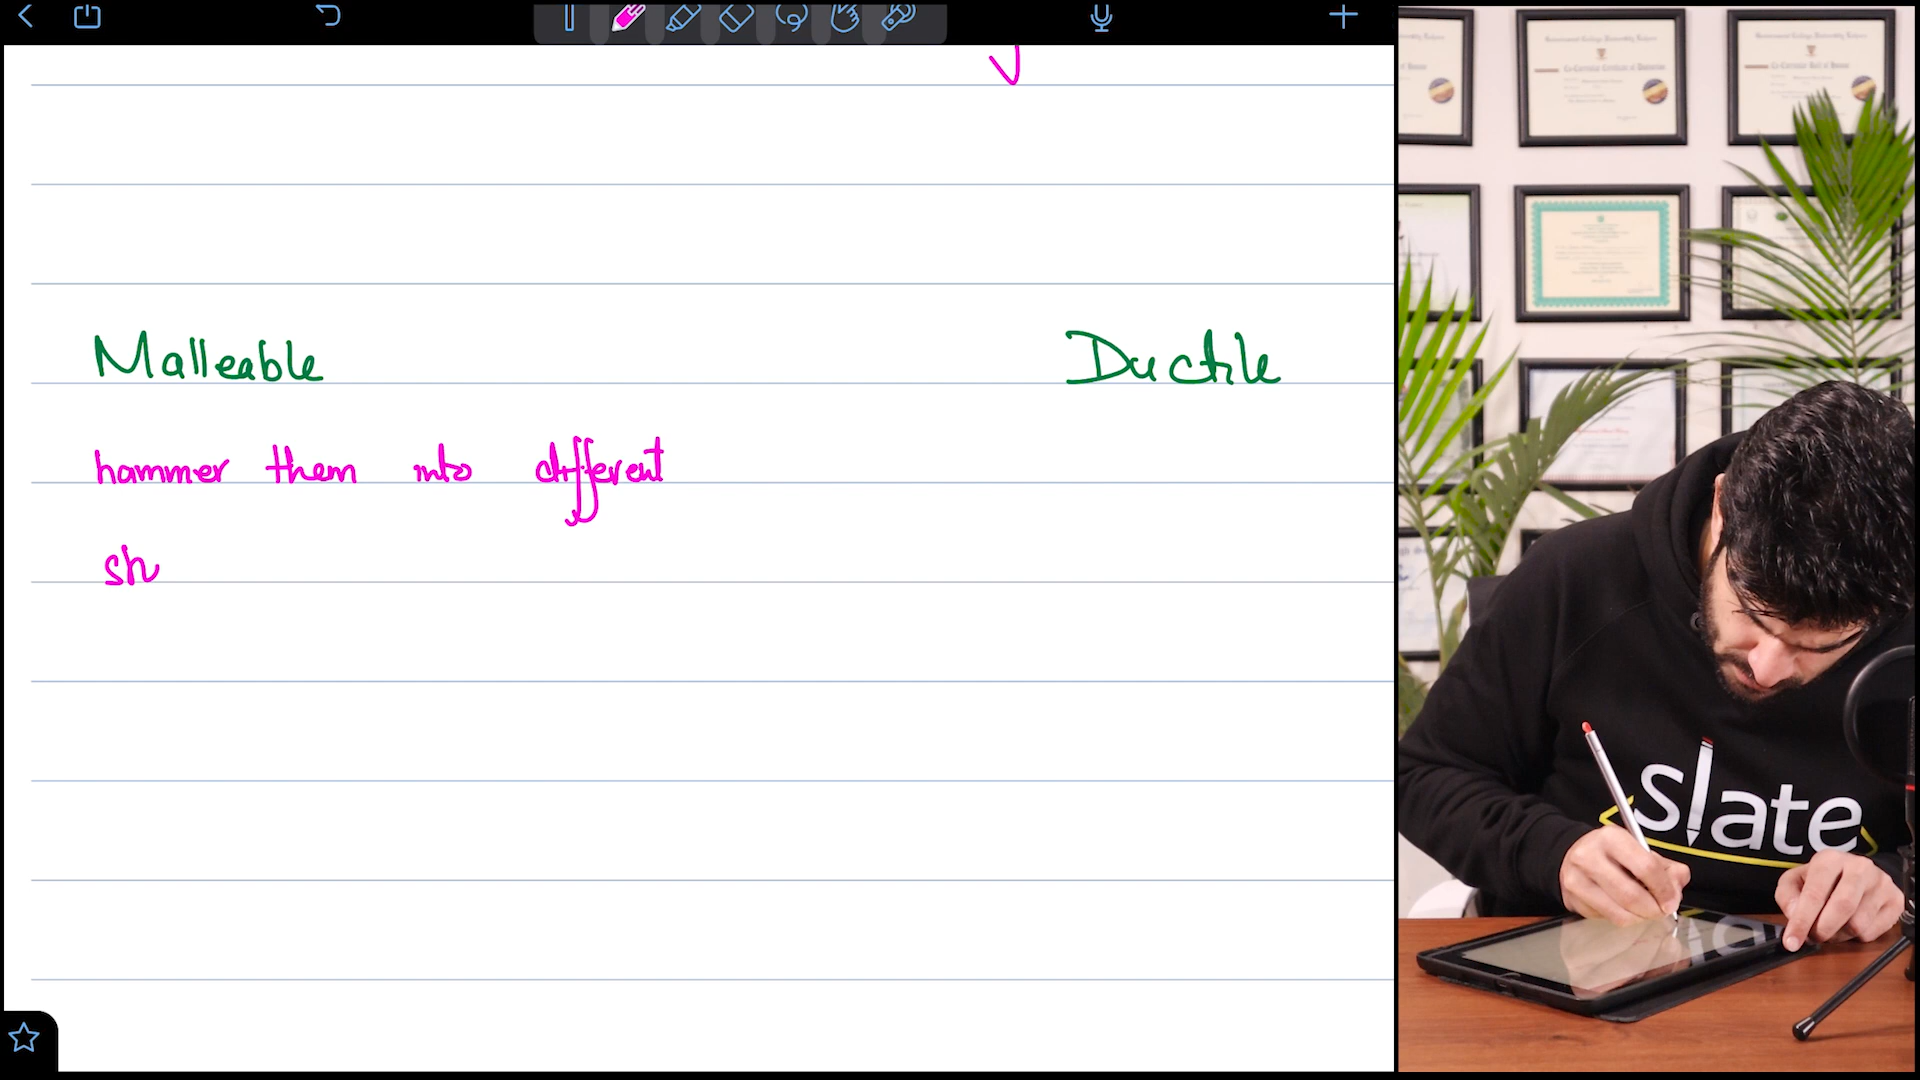 Malleable
Ductile
hammer them into different
sh
slate